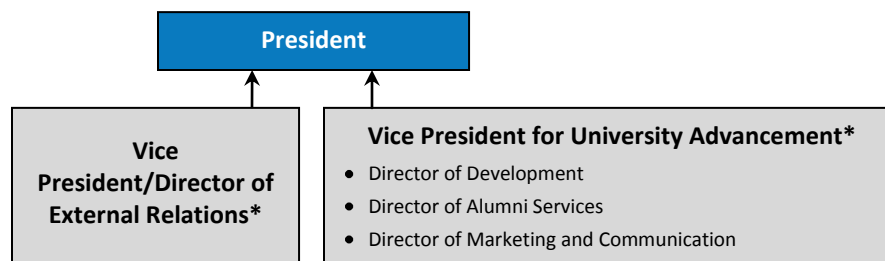 President
Vice
President/Director of
External Relations*
Vice President for University Advancement*
• Director of Development
• Director of Alumni Services
• Director of Marketing and Communication